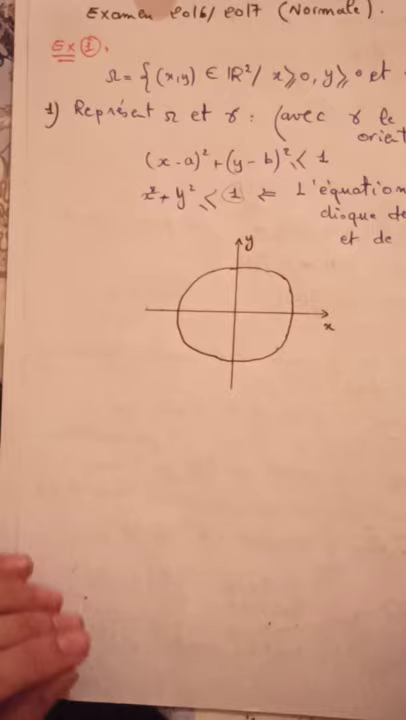 Examen 2016/2017 (Normale).
Ex ①.
Ω = { (x,y) ∈ IR² / x ⩾ 0, y ⩾ 0 et
1) Représent Ω et γ : (avec γ le
orient
(x - a)² + (y - b)² ⩽ 1
x² + y² ⩽ ① ⇐ L'équation
disque de
et de
y
x